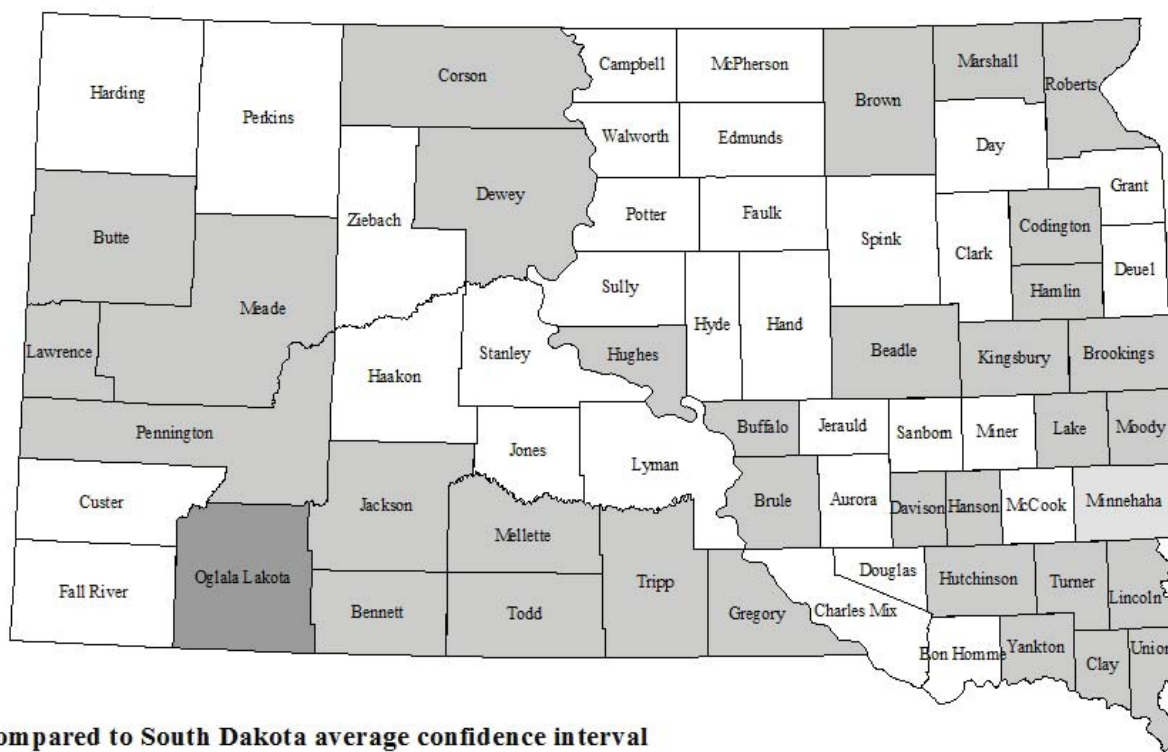 Campbell McPherson Marshall
Corson Roberts
Harding Brown
Perkins
Walworth Edmunds Day
Dewey Grant
Ziebach Potter Faulk
Butte Spink Codington
Clark Deuel
Sully Hamlin
Meade
Hyde Hand
Lawrence Stanley Hughes Beadle Kingsbury Brookings
Haakon
Pennington Buffalo Jerauld Sanborn Miner Lake Moody
Jones Lyman
Custer Jackson Brule Aurora Davison Hanson McCook Minnehaha
Mellette
Oglala Lakota Tripp Douglas Hutchinson Turner
Fall River Lincoln
Bennett Todd Gregory Charles Mix
Bon Homme Yankton Clay Union
ompared to South Dakota average confidence interval